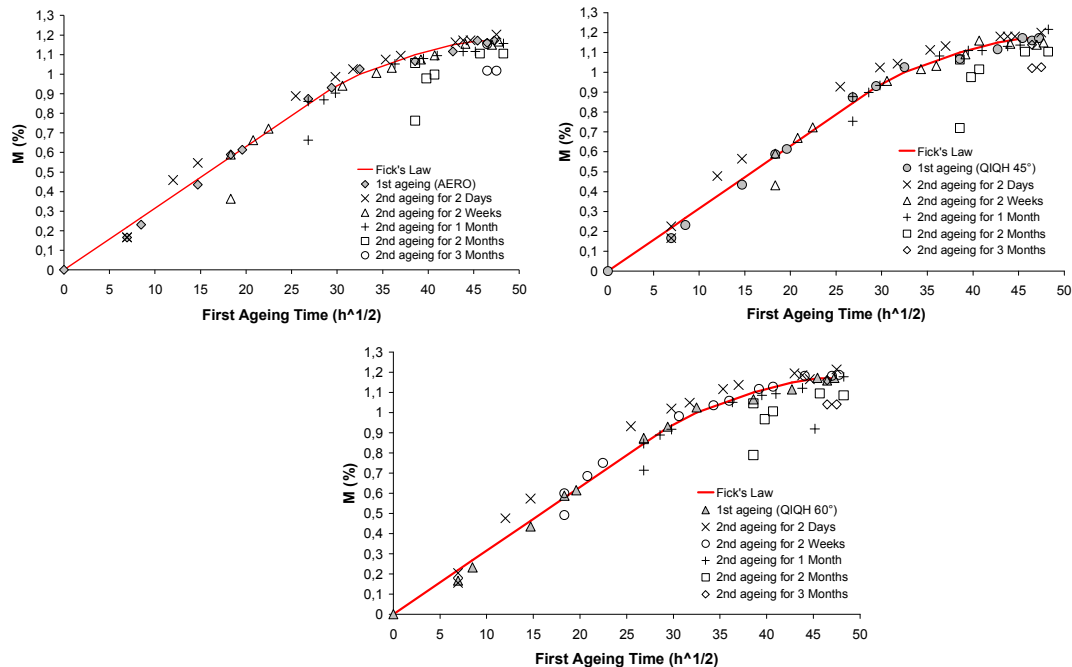 1,3
1,2
1,1
1
0,9
0,8
0,7
0,6
0,5
0,4
0,3
0,2
0,1
0
M (%)
Fick's Law
1st ageing (AERO)
2nd ageing for 2 Days
2nd ageing for 2 Weeks
2nd ageing for 1 Month
2nd ageing for 2 Months
2nd ageing for 3 Months
0 5 10 15 20 25 30 35 40 45 50
First Ageing Time (h^1/2)
1,3
1,2
1,1
1
0,9
0,8
0,7
0,6
0,5
0,4
0,3
0,2
0,1
0
M (%)
Fick's Law
1st ageing (QIQH 45°)
2nd ageing for 2 Days
2nd ageing for 2 Weeks
2nd ageing for 1 Month
2nd ageing for 2 Months
2nd ageing for 3 Months
0 5 10 15 20 25 30 35 40 45 50
First Ageing Time (h^1/2)
1,3
1,2
1,1
1
0,9
0,8
0,7
0,6
0,5
0,4
0,3
0,2
0,1
0
M (%)
Fick's Law
1st ageing (QIQH 60°)
2nd ageing for 2 Days
2nd ageing for 2 Weeks
2nd ageing for 1 Month
2nd ageing for 2 Months
2nd ageing for 3 Months
0 5 10 15 20 25 30 35 40 45 50
First Ageing Time (h^1/2)